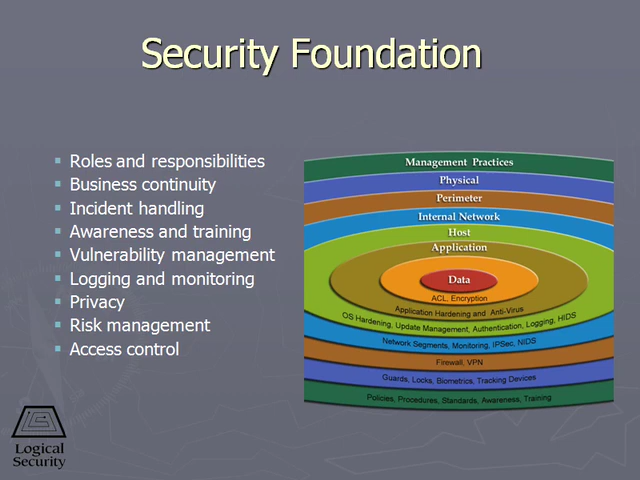 Security Foundation
Roles and responsibilities
Business continuity
Incident handling
Awareness and training
Vulnerability management
Logging and monitoring
Privacy
Risk management
Access control
Management Practices
Physical
Perimeter
Internal Network
Host
Application
Data
ACL, Encryption
Application Hardening and Anti-Virus
OS Hardening, Update Management, Authentication, Logging, HIDS
Network Segments, Monitoring, IPSec, NIDS
Firewall, VPN
Guards, Locks, Biometrics, Tracking Devices
Policies, Procedures, Standards, Awareness, Training
Logical
Security